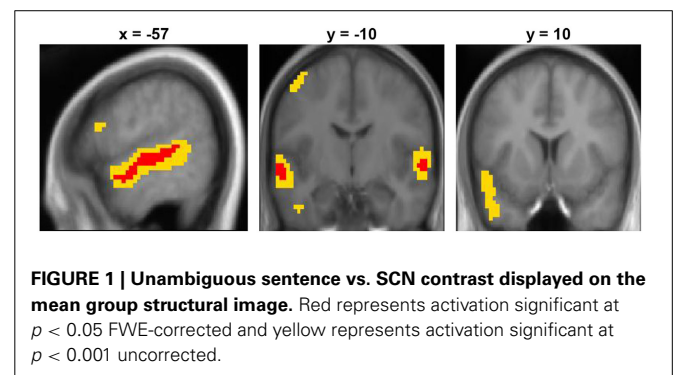 x = -57 y = -10 y = 10
FIGURE 1 | Unambiguous sentence vs. SCN contrast displayed on the
mean group structural image. Red represents activation significant at
p < 0.05 FWE-corrected and yellow represents activation significant at
p < 0.001 uncorrected.